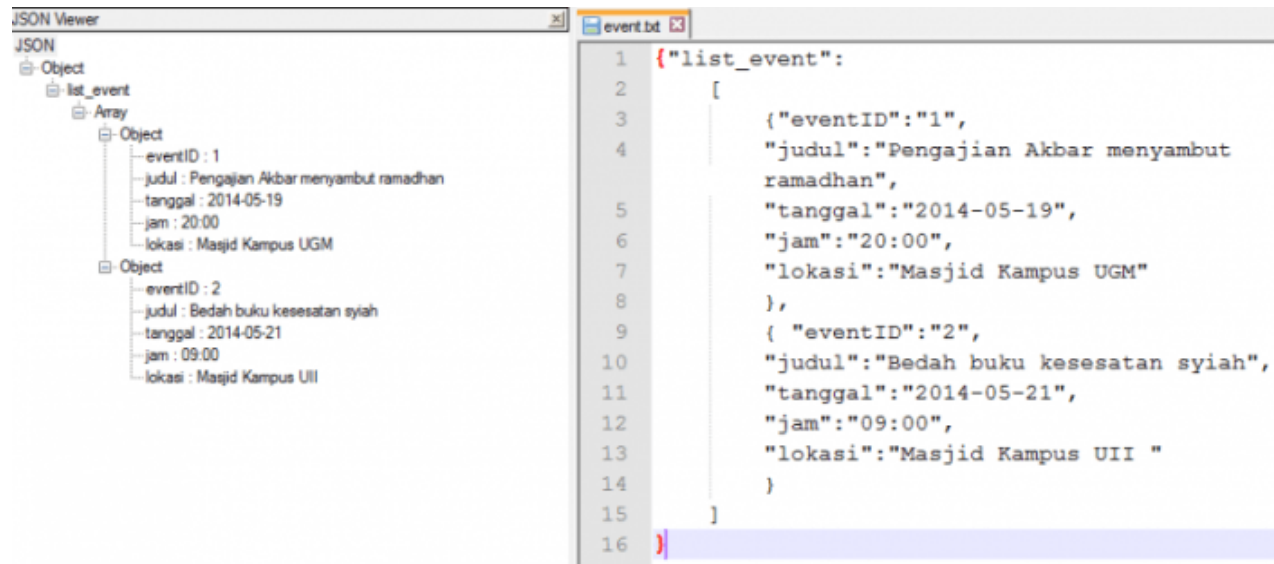 JSON Viewer
JSON
Object
list_event
Array
Object
eventID : 1
judul : Pengajian Akbar menyambut ramadhan
tanggal : 2014-05-19
jam : 20:00
lokasi : Masjid Kampus UGM
Object
eventID : 2
judul : Bedah buku kesesatan syiah
tanggal : 2014-05-21
jam : 09:00
lokasi : Masjid Kampus UII
event.txt
1 {"list_event":
2 [
3 {"eventID":"1",
4 "judul":"Pengajian Akbar menyambut
ramadhan",
5 "tanggal":"2014-05-19",
6 "jam":"20:00",
7 "lokasi":"Masjid Kampus UGM"
8 },
9 { "eventID":"2",
10 "judul":"Bedah buku kesesatan syiah",
11 "tanggal":"2014-05-21",
12 "jam":"09:00",
13 "lokasi":"Masjid Kampus UII "
14 }
15 ]
16 }